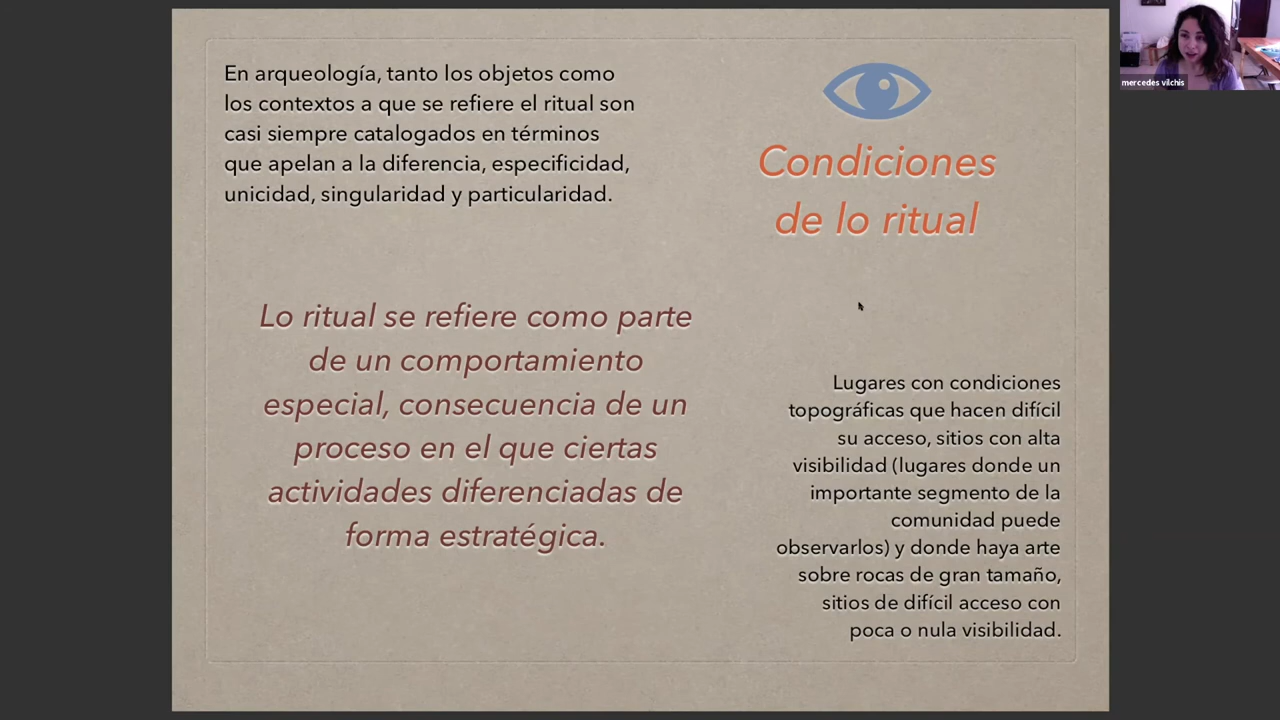 En arqueología, tanto los objetos como
los contextos a que se refiere el ritual son
casi siempre catalogados en términos
que apelan a la diferencia, especificidad,
unicidad, singularidad y particularidad.
Condiciones
de lo ritual
Lo ritual se refiere como parte
de un comportamiento
especial, consecuencia de un
proceso en el que ciertas
actividades diferenciadas de
forma estratégica.
Lugares con condiciones
topográficas que hacen difícil
su acceso, sitios con alta
visibilidad (lugares donde un
importante segmento de la
comunidad puede
observarlos) y donde haya arte
sobre rocas de gran tamaño,
sitios de difícil acceso con
poca o nula visibilidad.
mercedes vilchis